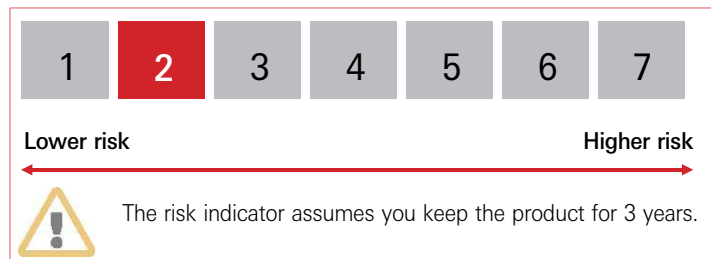 1 2 3 4 5 6 7
Lower risk Higher risk
The risk indicator assumes you keep the product for 3 years.